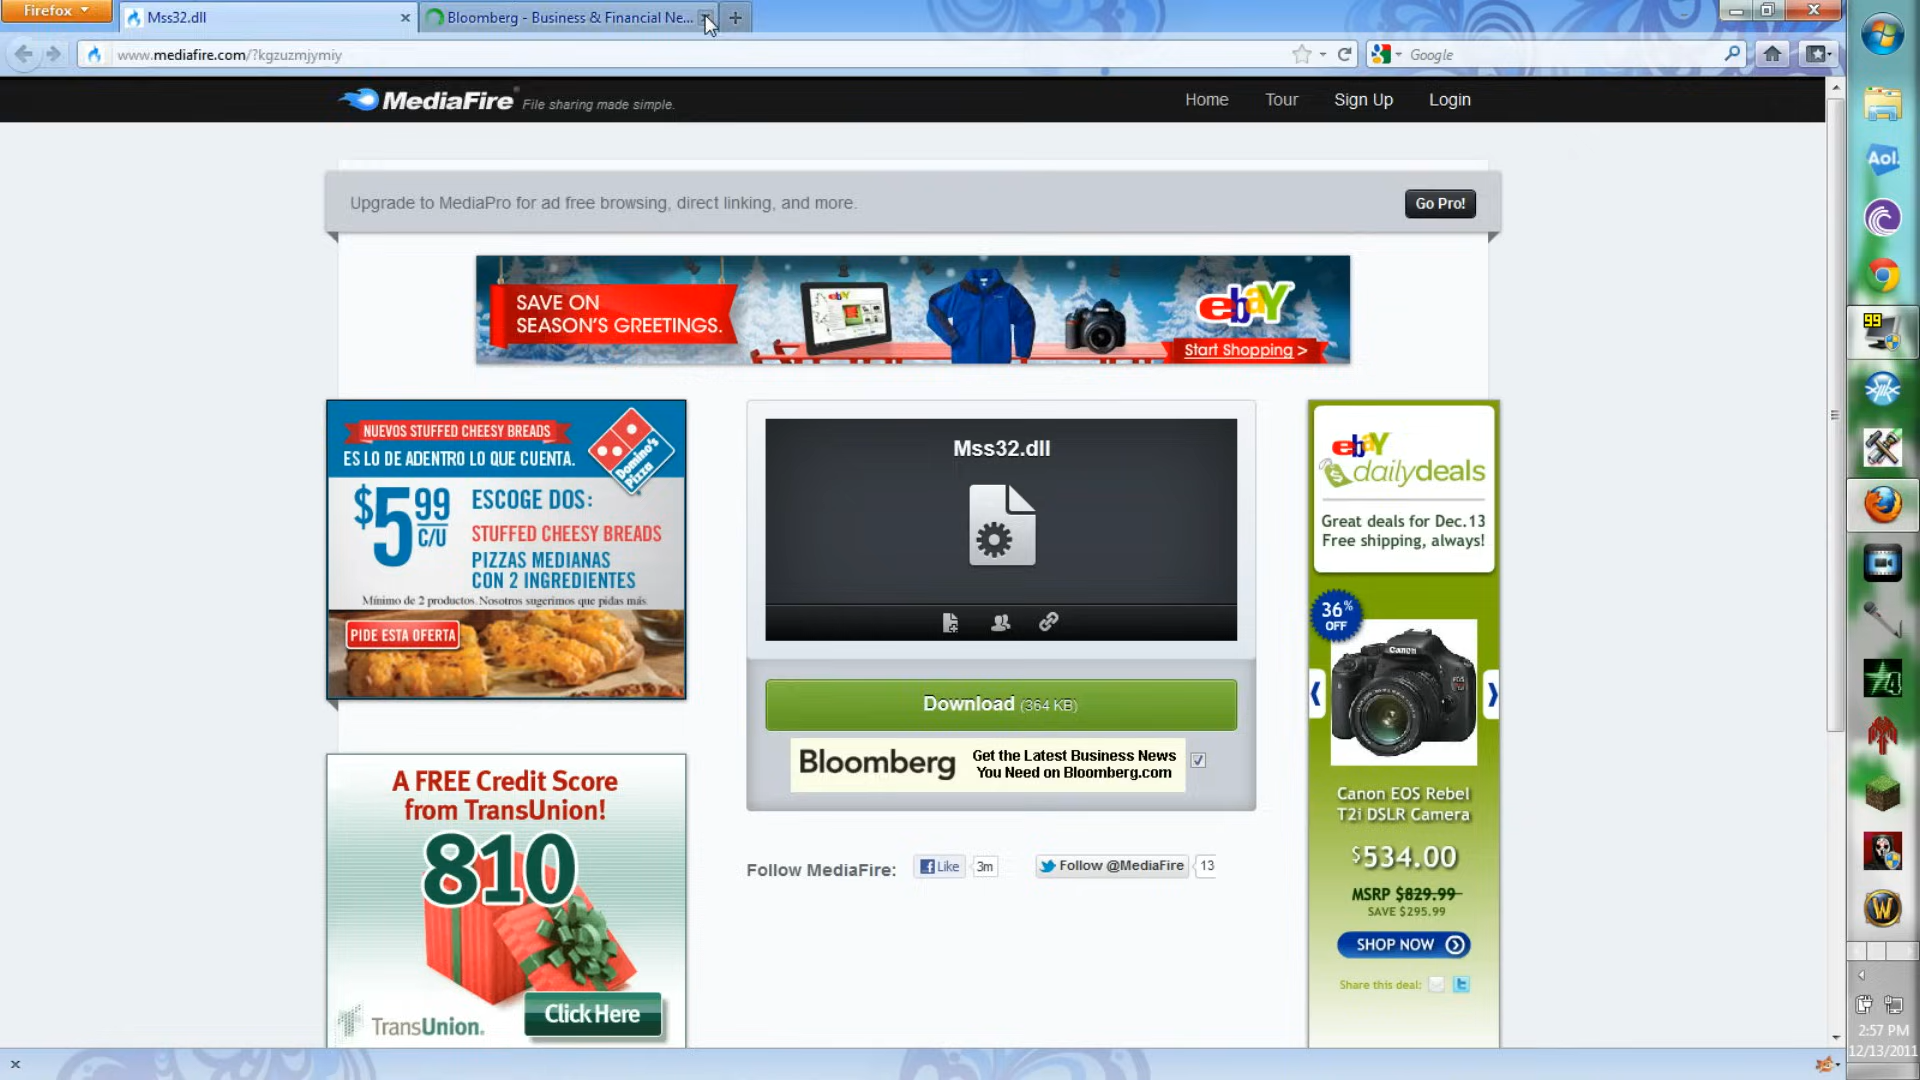 Firefox
Mss32.dll
Bloomberg - Business & Financial Ne...
www.mediafire.com/?kgzuzmjymiy
Google
MediaFire File sharing made simple.
Home Tour Sign Up Login
Upgrade to MediaPro for ad free browsing, direct linking, and more.
Go Pro!
SAVE ON
SEASON'S GREETINGS.
ebay
Start Shopping >
NUEVOS STUFFED CHEESY BREADS
ES LO DE ADENTRO LO QUE CUENTA.
Domino's
Pizza
$5.99
C/U
ESCOGE DOS:
STUFFED CHEESY BREADS
PIZZAS MEDIANAS
CON 2 INGREDIENTES
Mínimo de 2 productos. Nosotros sugerimos que pidas más.
PIDE ESTA OFERTA
A FREE Credit Score
from TransUnion!
810
TransUnion.
Click Here
Mss32.dll
Download (364 KB)
Bloomberg
Get the Latest Business News
You Need on Bloomberg.com
Follow MediaFire:
Like 3m
Follow @MediaFire 13
ebay
dailydeals
Great deals for Dec.13
Free shipping, always!
36%
OFF
Canon
Canon EOS Rebel
T2i DSLR Camera
$534.00
MSRP $829.99
SAVE $295.99
SHOP NOW
Share this deal:
Aol.
99
4
W
2:57 PM
12/13/2011